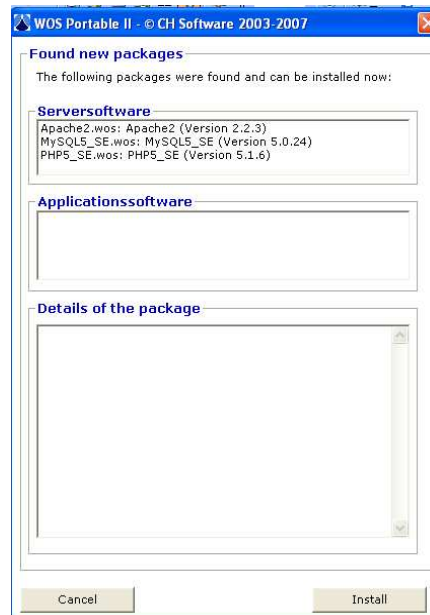 WOS Portable II - © CH Software 2003-2007
Found new packages
The following packages were found and can be installed now:
Serversoftware
Apache2.wos: Apache2 (Version 2.2.3)
MySQL5_SE.wos: MySQL5_SE (Version 5.0.24)
PHP5_SE.wos: PHP5_SE (Version 5.1.6)
Applicationssoftware
Details of the package
Cancel
Install